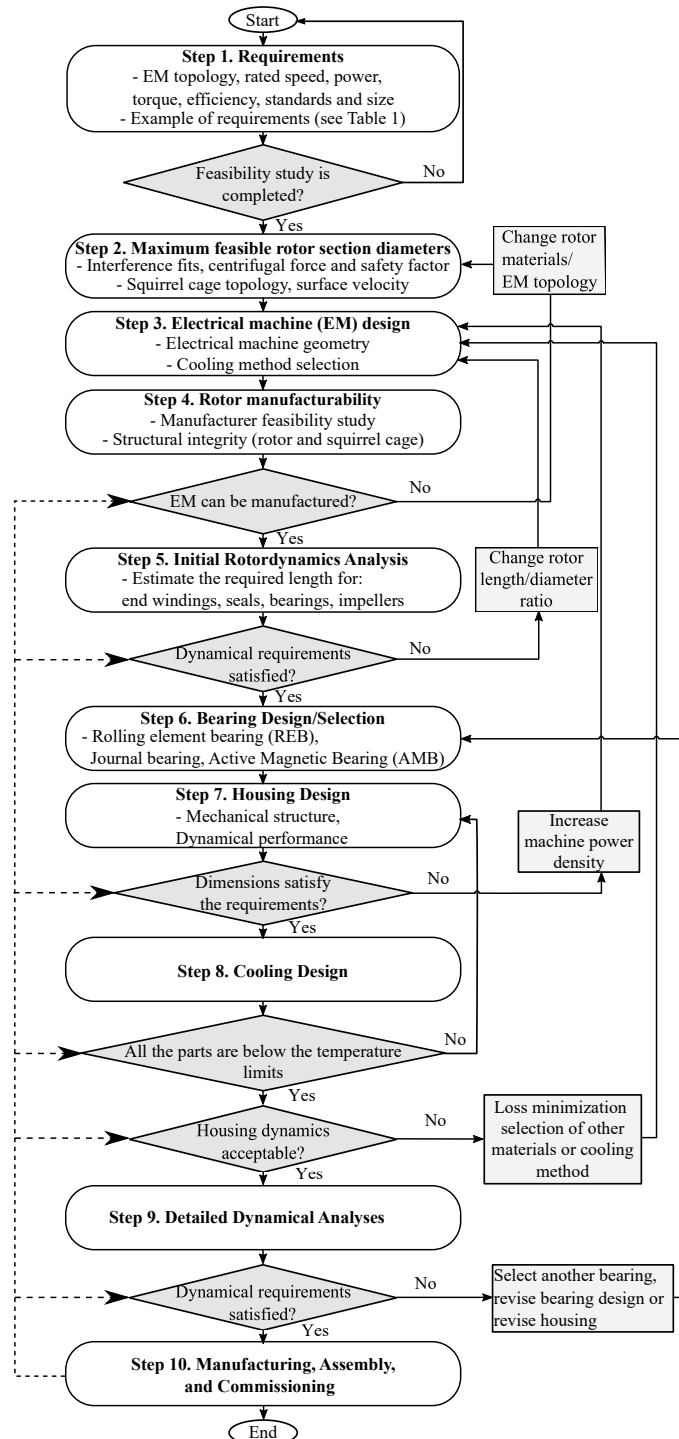 Start
Step 1. Requirements
- EM topology, rated speed, power,
torque, efficiency, standards and size
- Example of requirements (see Table 1)
Feasibility study is
completed?
No
Yes
Step 2. Maximum feasible rotor section diameters
- Interference fits, centrifugal force and safety factor
- Squirrel cage topology, surface velocity
Change rotor
materials/
EM topology
Step 3. Electrical machine (EM) design
- Electrical machine geometry
- Cooling method selection
Step 4. Rotor manufacturability
- Manufacturer feasibility study
- Structural integrity (rotor and squirrel cage)
EM can be manufactured?
No
Yes
Step 5. Initial Rotordynamics Analysis
- Estimate the required length for:
end windings, seals, bearings, impellers
Change rotor
length/diameter
ratio
Dynamical requirements
satisfied?
No
Yes
Step 6. Bearing Design/Selection
- Rolling element bearing (REB),
Journal bearing, Active Magnetic Bearing (AMB)
Step 7. Housing Design
- Mechanical structure,
Dynamical performance
Increase
machine power
density
Dimensions satisfy
the requirements?
No
Yes
Step 8. Cooling Design
All the parts are below the temperature
limits
No
Yes
Housing dynamics
acceptable?
No
Yes
Loss minimization
selection of other
materials or cooling
method
Step 9. Detailed Dynamical Analyses
Dynamical requirements
satisfied?
No
Yes
Select another bearing,
revise bearing design or
revise housing
Step 10. Manufacturing, Assembly,
and Commissioning
End